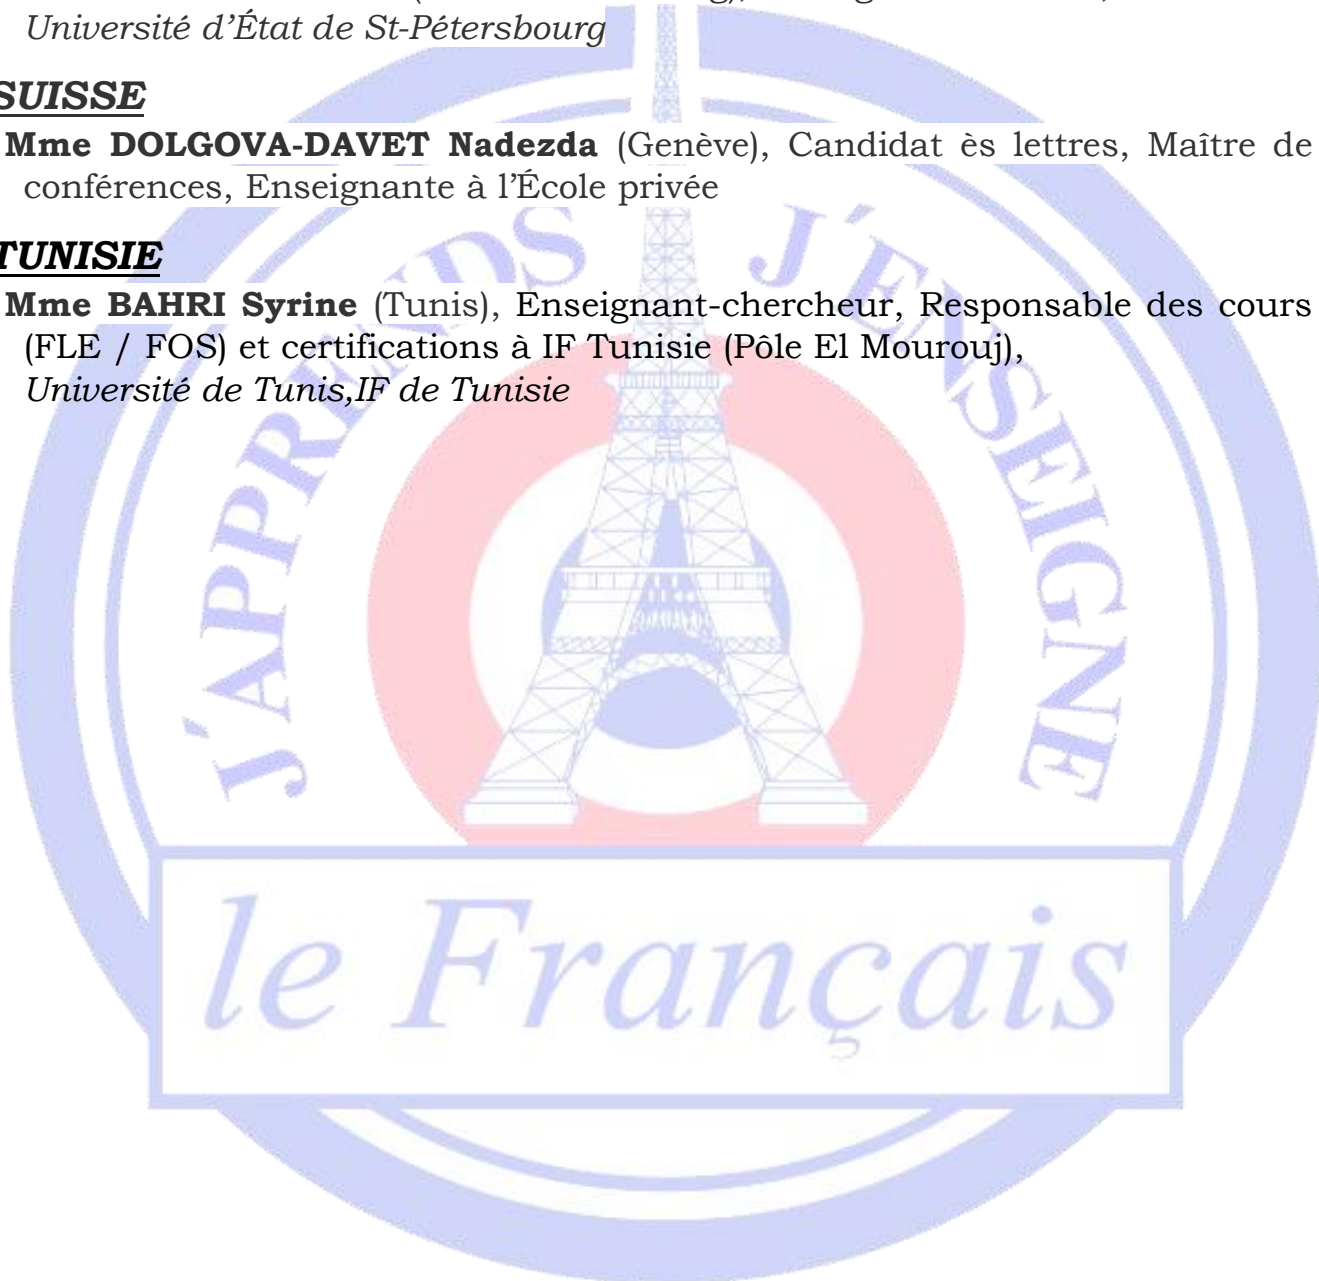 Université d’État de St-Pétersbourg
SUISSE
Mme DOLGOVA-DAVET Nadezda (Genève), Candidat ès lettres, Maître de
conférences, Enseignante à l’École privée
TUNISIE
Mme BAHRI Syrine (Tunis), Enseignant-chercheur, Responsable des cours
(FLE / FOS) et certifications à IF Tunisie (Pôle El Mourouj),
Université de Tunis,IF de Tunisie
J'APPRENDS J'ENSEIGNE
le Français